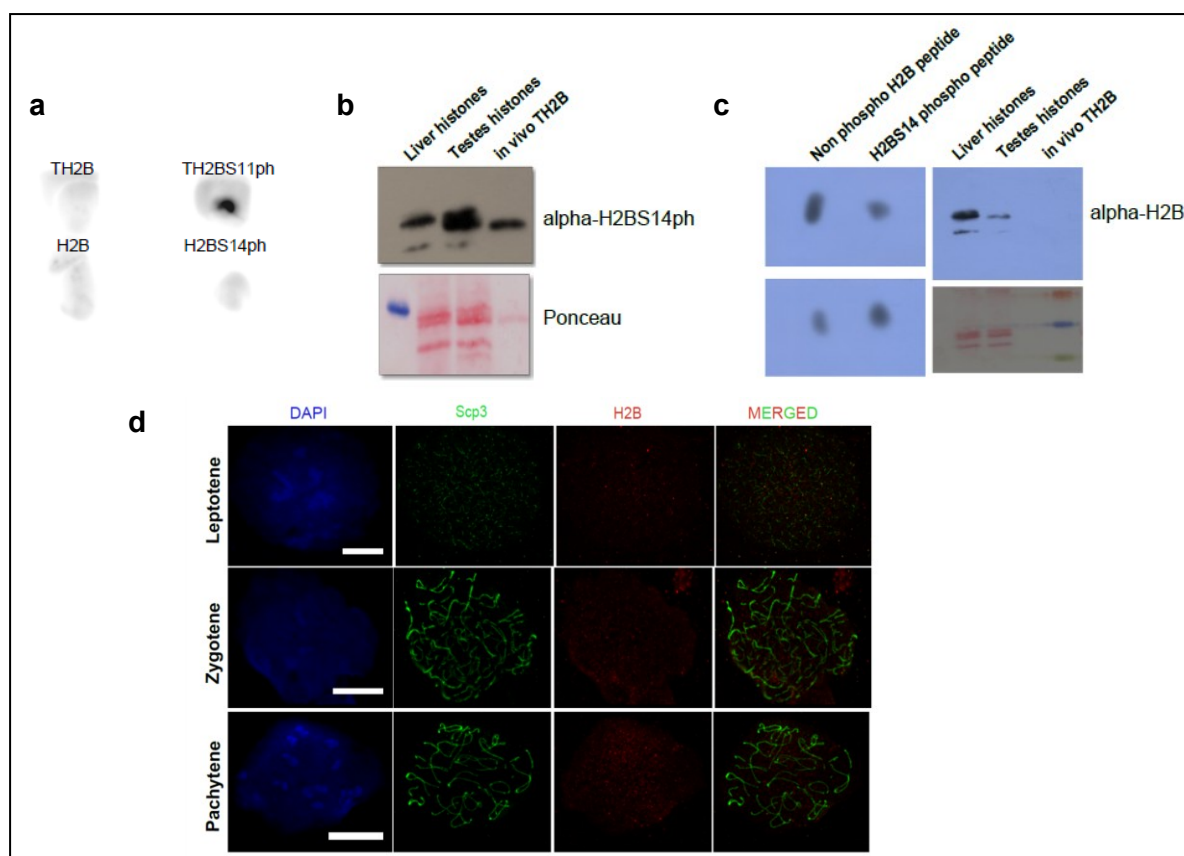 a
TH2B
TH2BS11ph
H2B
H2BS14ph
b
Liver histones
Testes histones
in vivo TH2B
alpha-H2BS14ph
Ponceau
c
Non phospho H2B peptide
H2BS14 phospho peptide
Liver histones
Testes histones
in vivo TH2B
alpha-H2B
d
DAPI
Scp3
H2B
MERGED
Leptotene
Zygotene
Pachytene